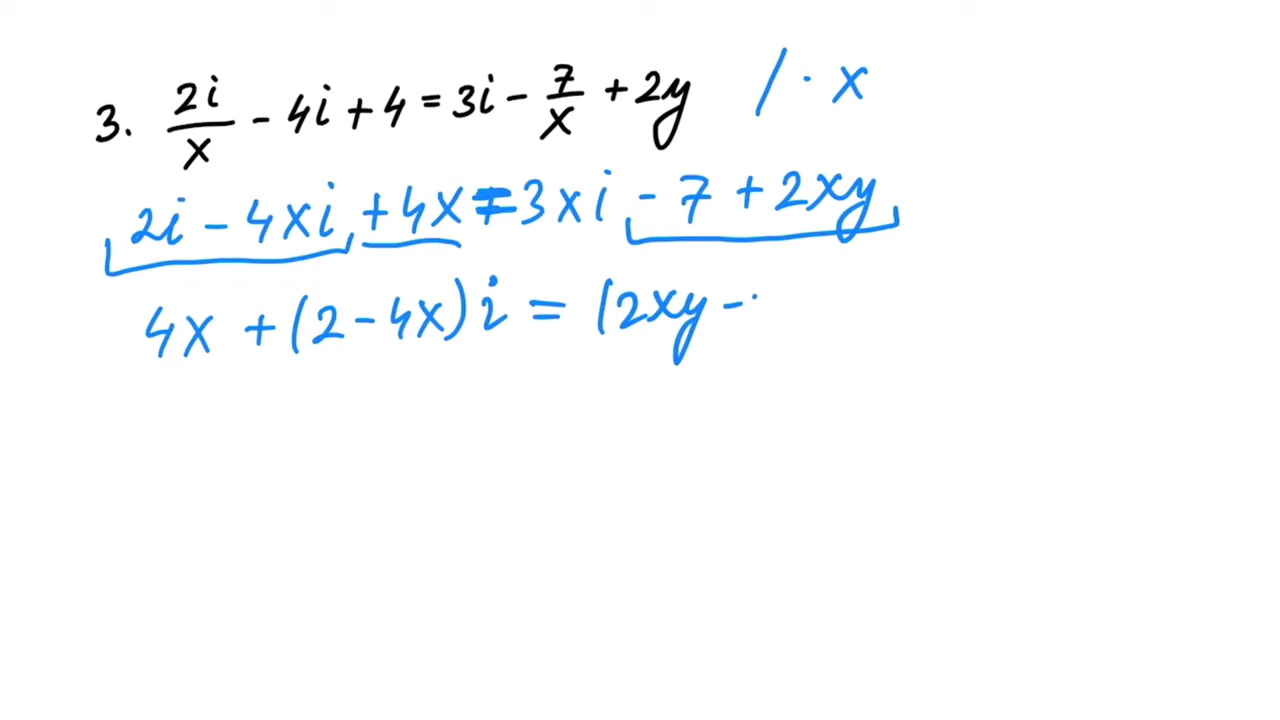 3. 2i/x - 4i + 4 = 3i - 7/x + 2y / · x
2i - 4xi + 4x = 3xi - 7 + 2xy
4x + (2 - 4x)i = (2xy -